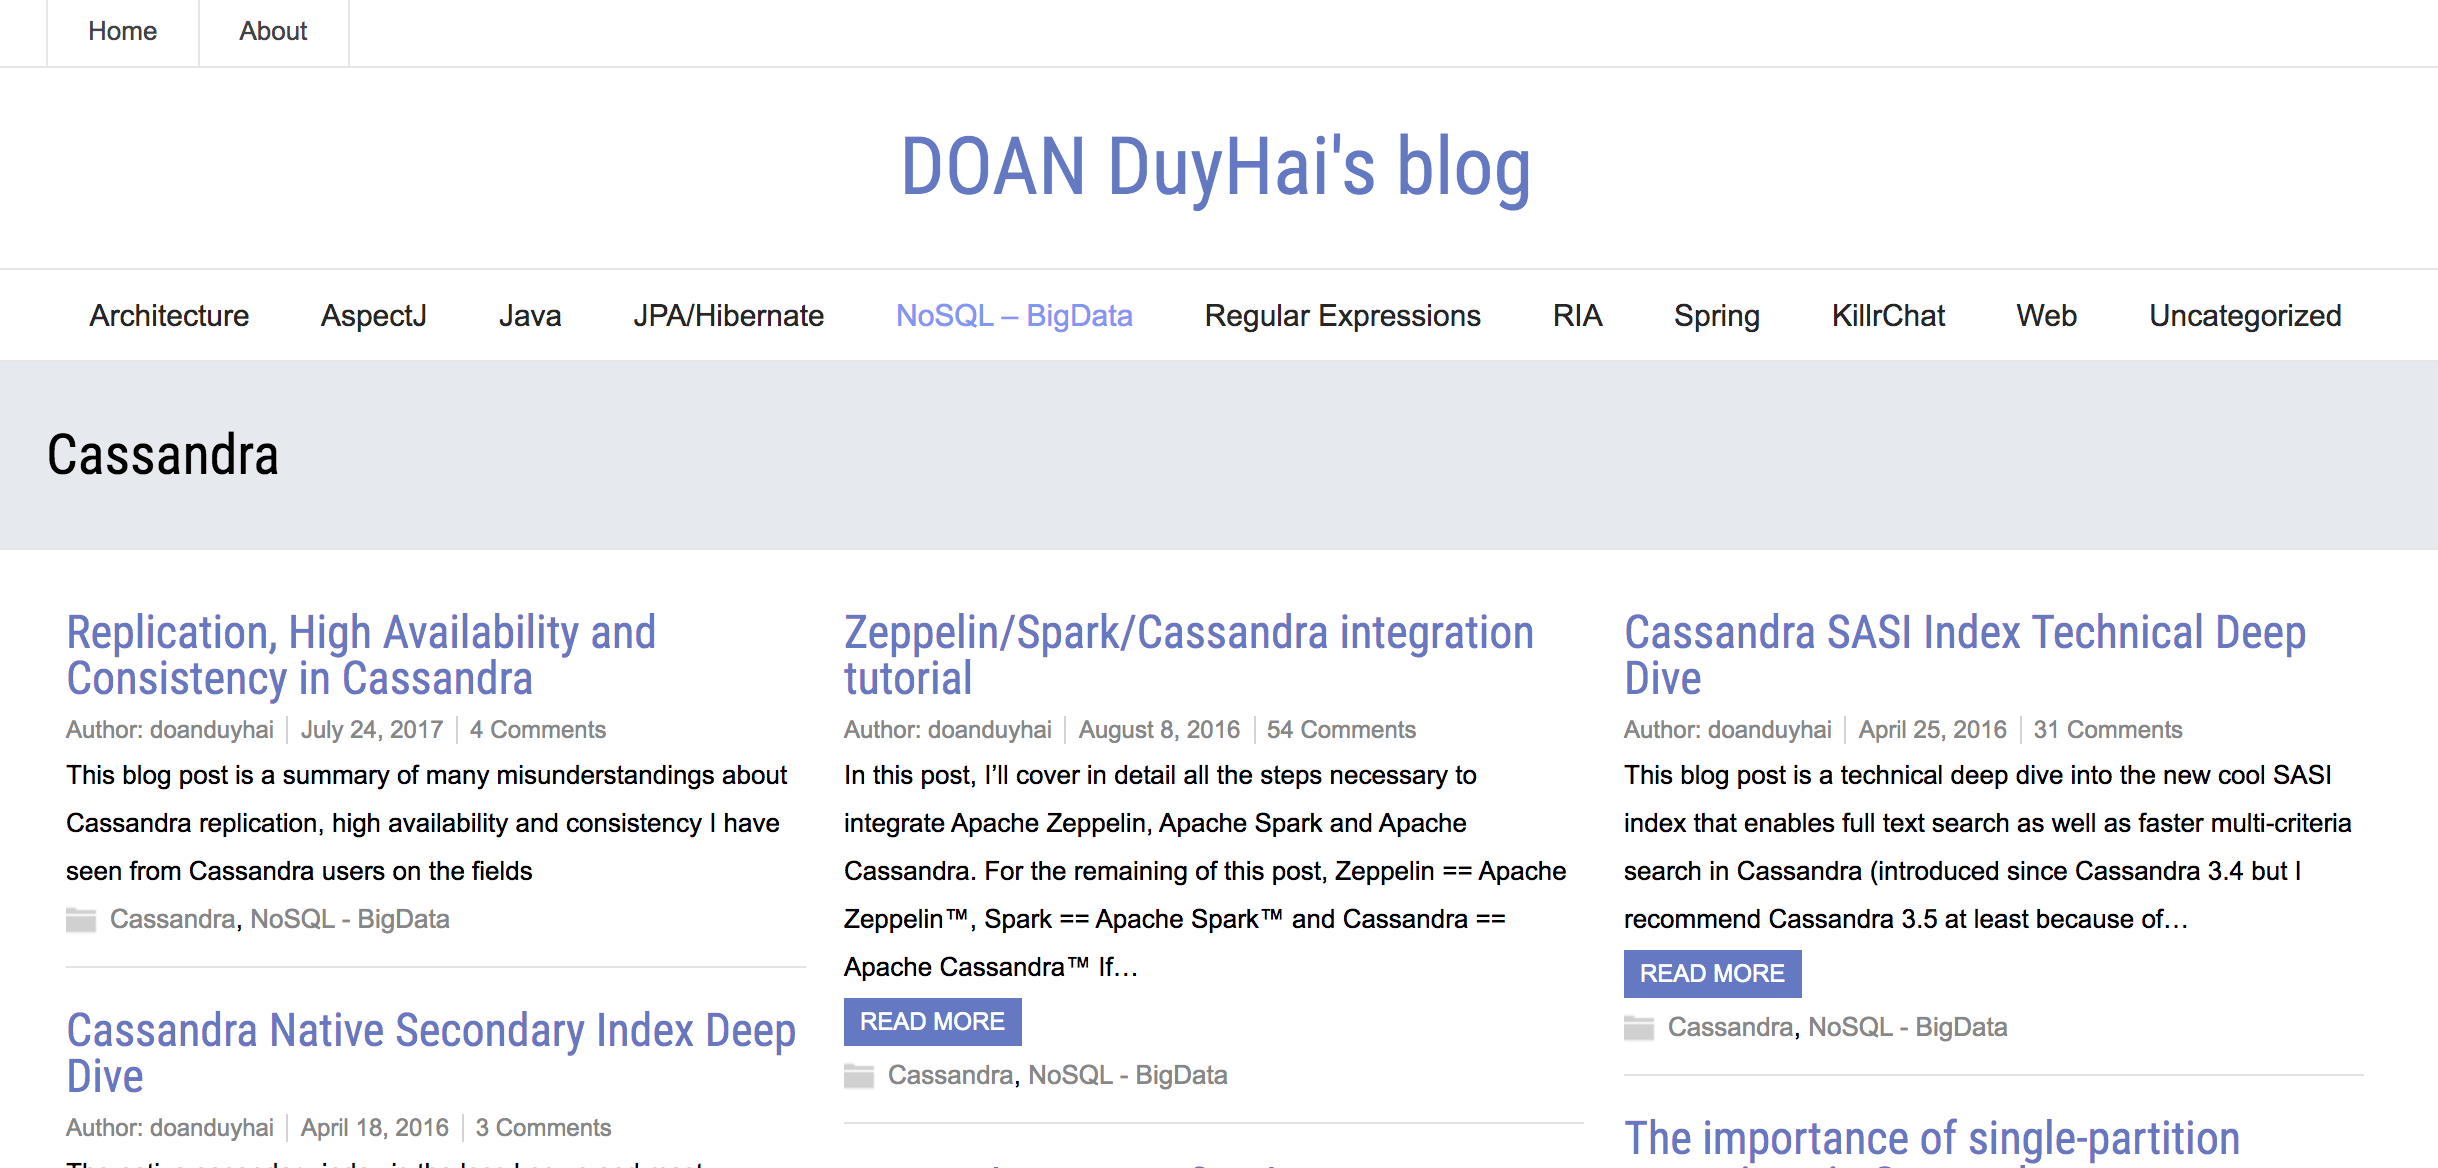 Home
About
DOAN DuyHai's blog
Architecture
AspectJ
Java
JPA/Hibernate
NoSQL – BigData
Regular Expressions
RIA
Spring
KillrChat
Web
Uncategorized
Cassandra
Replication, High Availability and
Consistency in Cassandra
Author: doanduyhai
July 24, 2017
4 Comments
This blog post is a summary of many misunderstandings about
Cassandra replication, high availability and consistency I have
seen from Cassandra users on the fields
Cassandra, NoSQL - BigData
Cassandra Native Secondary Index Deep
Dive
Author: doanduyhai
April 18, 2016
3 Comments
Zeppelin/Spark/Cassandra integration
tutorial
Author: doanduyhai
August 8, 2016
54 Comments
In this post, I’ll cover in detail all the steps necessary to
integrate Apache Zeppelin, Apache Spark and Apache
Cassandra. For the remaining of this post, Zeppelin == Apache
Zeppelin™, Spark == Apache Spark™ and Cassandra ==
Apache Cassandra™ If…
READ MORE
Cassandra, NoSQL - BigData
Cassandra SASI Index Technical Deep
Dive
Author: doanduyhai
April 25, 2016
31 Comments
This blog post is a technical deep dive into the new cool SASI
index that enables full text search as well as faster multi-criteria
search in Cassandra (introduced since Cassandra 3.4 but I
recommend Cassandra 3.5 at least because of…
READ MORE
Cassandra, NoSQL - BigData
The importance of single-partition